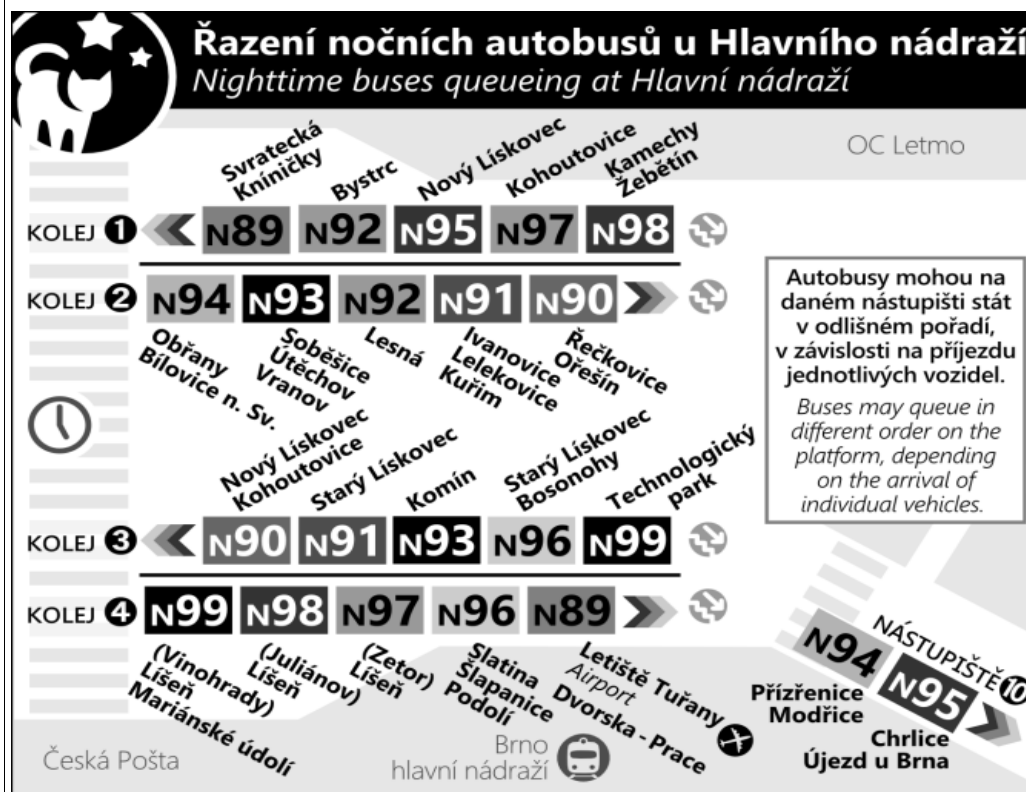 Řazení nočních autobusů u Hlavního nádraží
Nighttime buses queueing at Hlavní nádraží
OC Letmo
Svratecká
Kníničky
Bystrc
Nový Lískovec
Kohoutovice
Kamechy
Žebětín
KOLEJ 1 N89 N92 N95 N97 N98
KOLEJ 2 N94 N93 N92 N91 N90
Obřany
Bílovice n. Sv.
Soběšice
Útěchov
Vranov
Lesná
Ivanovice
Lelekovice
Kuřim
Řečkovice
Ořešín
Autobusy mohou na
daném nástupišti stát
v odlišném pořadí,
v závislosti na příjezdu
jednotlivých vozidel.
Buses may queue in
different order on the
platform, depending
on the arrival of
individual vehicles.
Nový Lískovec
Kohoutovice
Starý Lískovec
Komín
Starý Lískovec
Bosonohy
Technologický
park
KOLEJ 3 N90 N91 N93 N96 N99
KOLEJ 4 N99 N98 N97 N96 N89
(Vinohrady)
Líšeň
Mariánské údolí
(Juliánov)
Líšeň
(Zetor)
Líšeň
Slatina
Šlapanice
Podolí
Letiště Tuřany
Airport
Dvorska - Prace
NÁSTUPIŠTĚ 10
N94 N95
Přízřenice
Modřice
Chrlice
Újezd u Brna
Česká Pošta
Brno
hlavní nádraží